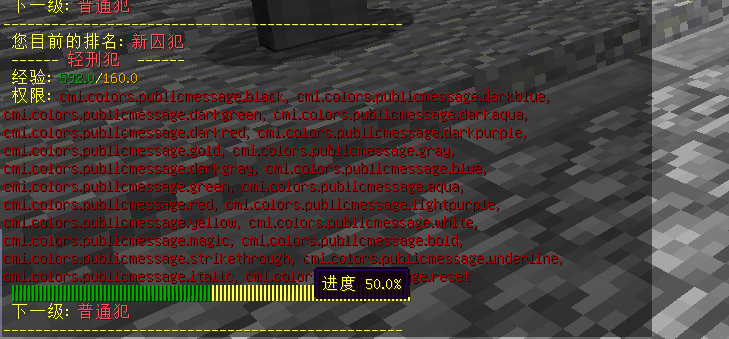 下一级: 普通犯
--------------------------------------------------
您目前的排名: 新囚犯
------ 轻刑犯 ------
经验: 592.0/160.0
权限: cmi.colors.publicmessage.black, cmi.colors.publicmessage.darkblue,
cmi.colors.publicmessage.darkgreen, cmi.colors.publicmessage.darkaqua,
cmi.colors.publicmessage.darkred, cmi.colors.publicmessage.darkpurple,
cmi.colors.publicmessage.gold, cmi.colors.publicmessage.gray,
cmi.colors.publicmessage.darkgray, cmi.colors.publicmessage.blue,
cmi.colors.publicmessage.green, cmi.colors.publicmessage.aqua,
cmi.colors.publicmessage.red, cmi.colors.publicmessage.lightpurple,
cmi.colors.publicmessage.yellow, cmi.colors.publicmessage.white,
cmi.colors.publicmessage.magic, cmi.colors.publicmessage.bold,
cmi.colors.publicmessage.strikethrough, cmi.colors.publicmessage.underline,
cmi.colors.publicmessage.italic, cmi.color ge.reset
进度 50.0%
下一级: 普通犯
--------------------------------------------------